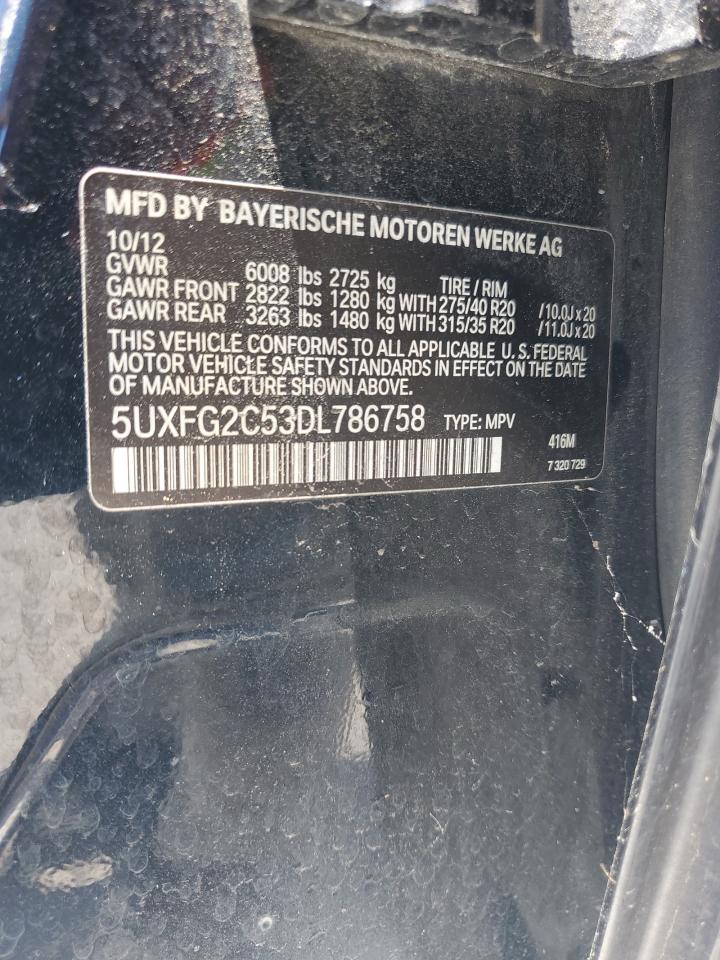 MFD BY BAYERISCHE MOTOREN WERKE AG
10/12
GVWR 6008 lbs 2725 kg TIRE / RIM
GAWR FRONT 2822 lbs 1280 kg WITH 275/40 R20 /10.0J x 20
GAWR REAR 3263 lbs 1480 kg WITH 315/35 R20 /11.0J x 20
THIS VEHICLE CONFORMS TO ALL APPLICABLE U.S. FEDERAL
MOTOR VEHICLE SAFETY STANDARDS IN EFFECT ON THE DATE
OF MANUFACTURE SHOWN ABOVE.
5UXFG2C53DL786758 TYPE: MPV
416M
7 320 729